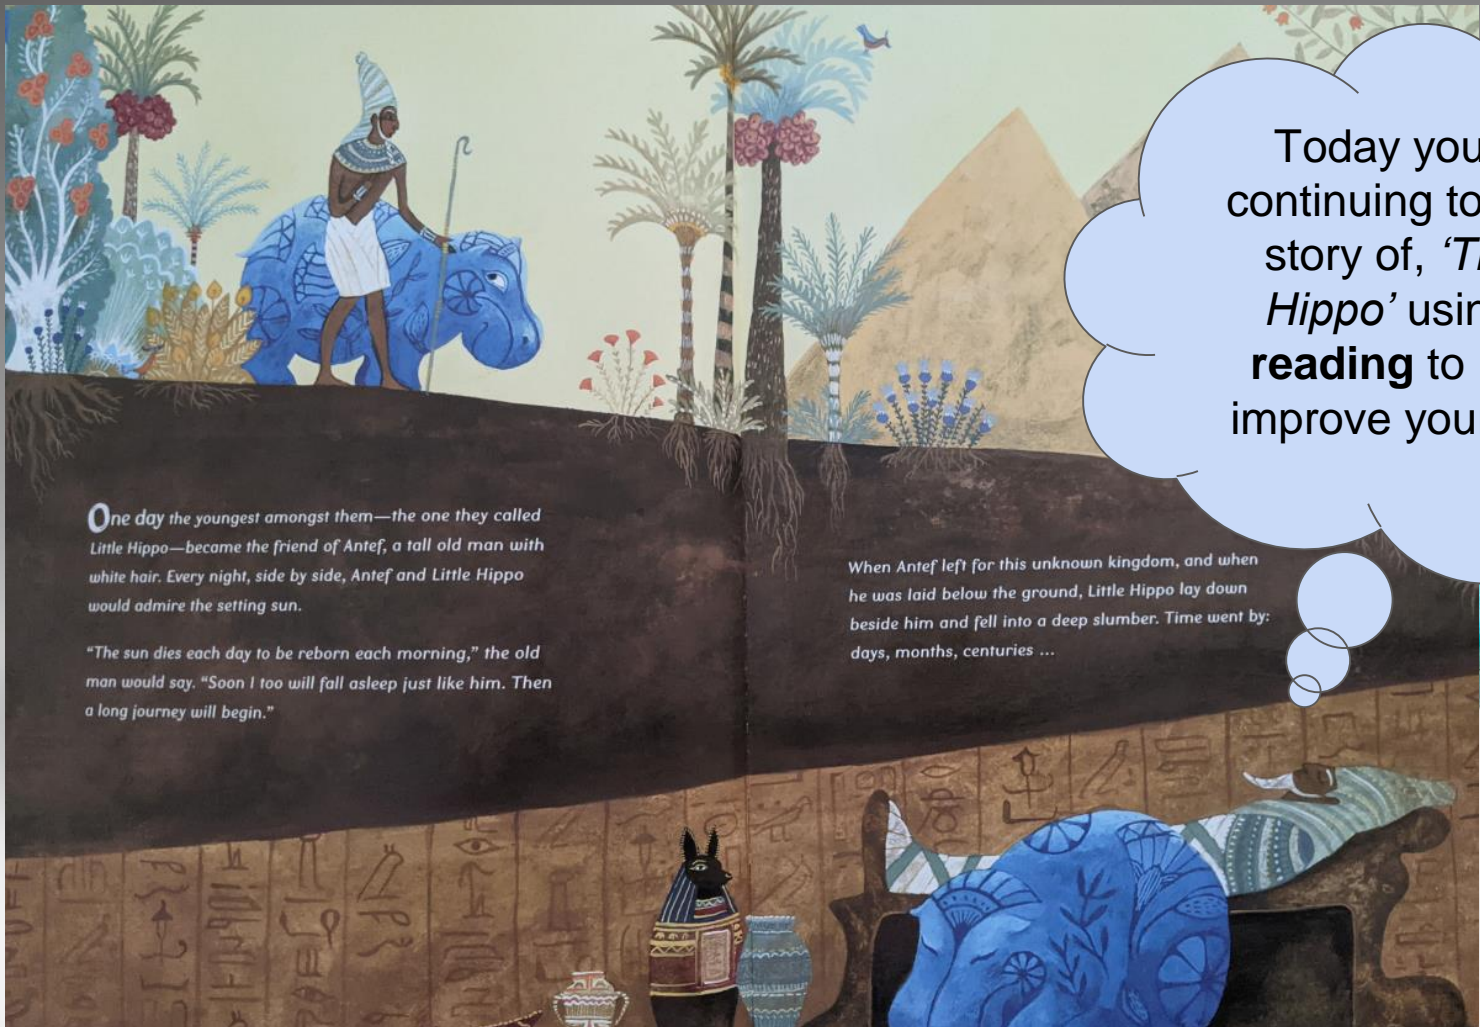 One day the youngest amongst them—the one they called
Little Hippo—became the friend of Antef, a tall old man with
white hair. Every night, side by side, Antef and Little Hippo
would admire the setting sun.
“The sun dies each day to be reborn each morning,” the old
man would say. “Soon I too will fall asleep just like him. Then
a long journey will begin.”
When Antef left for this unknown kingdom, and when
he was laid below the ground, Little Hippo lay down
beside him and fell into a deep slumber. Time went by:
days, months, centuries ...
Today you
continuing to
story of, ‘
Hippo’
reading to
improve